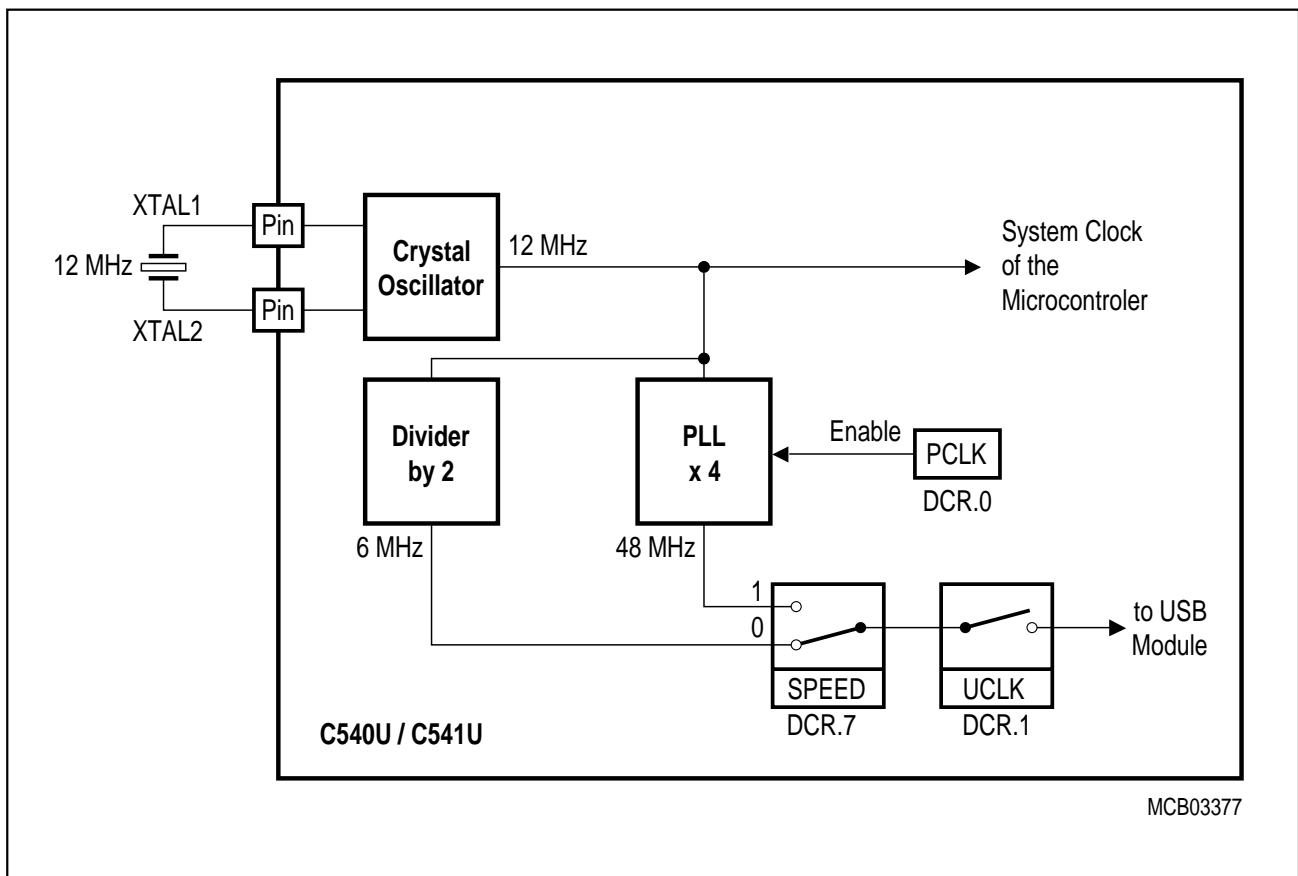 XTAL1
Pin
12 MHz
Pin
XTAL2
Crystal
Oscillator
12 MHz
System Clock
of the
Microcontroler
Divider
by 2
PLL
x 4
Enable
PCLK
DCR.0
6 MHz
48 MHz
1
0
SPEED
DCR.7
UCLK
DCR.1
to USB
Module
C540U / C541U
MCB03377